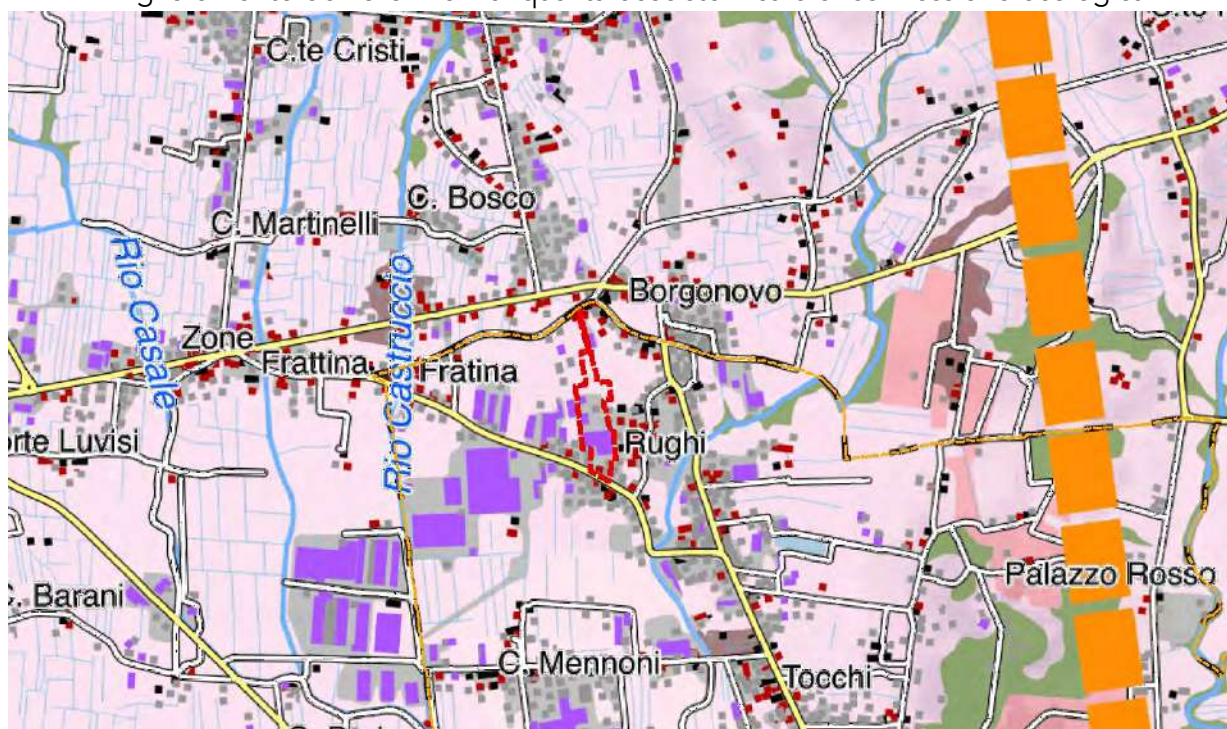 C.te Cristi
C. Bosco
C. Martinelli
Rio Casale
Rio Castruccio
Borgonovo
Zone
Frattina
Fratina
orte Luvisi
Rughi
C. Barani
Palazzo Rosso
C. Mennoni
Tocchi